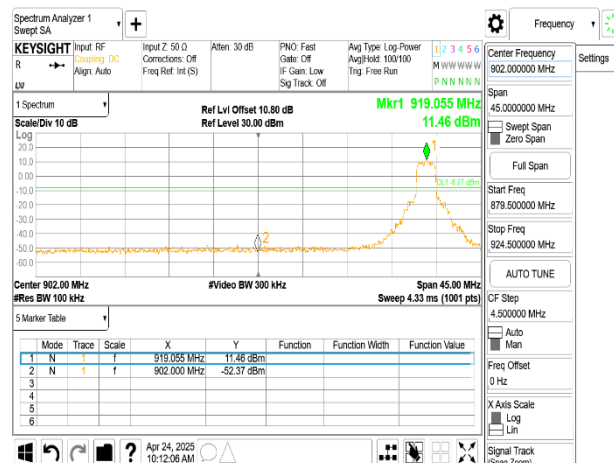 Spectrum Analyzer 1
Swept SA
Frequency
Settings
KEYSIGHT
R
Input: RF
Coupling: DC
Align: Auto
Input Z: 50 Ω
Corrections: Off
Freq Ref: Int (S)
Atten: 30 dB
PNO: Fast
Gate: Off
IF Gain: Low
Sig Track: Off
Avg Type: Log-Power
Avg|Hold: 100/100
Trig: Free Run
1 2 3 4 5 6
M W W W W W
P N N N N N
1 Spectrum
Scale/Div 10 dB
Ref Lvl Offset 10.80 dB
Ref Level 30.00 dBm
Mkr1 919.055 MHz
11.46 dBm
Log
20.0
10.0
0.00
-10.0
-20.0
-30.0
-40.0
-50.0
-60.0
1
2
Center 902.00 MHz
#Res BW 100 kHz
#Video BW 300 kHz
Span 45.00 MHz
Sweep 4.33 ms (1001 pts)
5 Marker Table
Mode Trace Scale X Y Function Function Width Function Value
1 N 1 f 919.055 MHz 11.46 dBm
2 N 1 f 902.000 MHz -52.37 dBm
3
4
5
6
Apr 24, 2025
10:12:06 AM
Center Frequency
902.000000 MHz
Span
45.0000000 MHz
Swept Span
Zero Span
Full Span
Start Freq
879.500000 MHz
Stop Freq
924.500000 MHz
AUTO TUNE
CF Step
4.500000 MHz
Auto
Man
Freq Offset
0 Hz
X Axis Scale
Log
Lin
Signal Track
(Span Zoom)